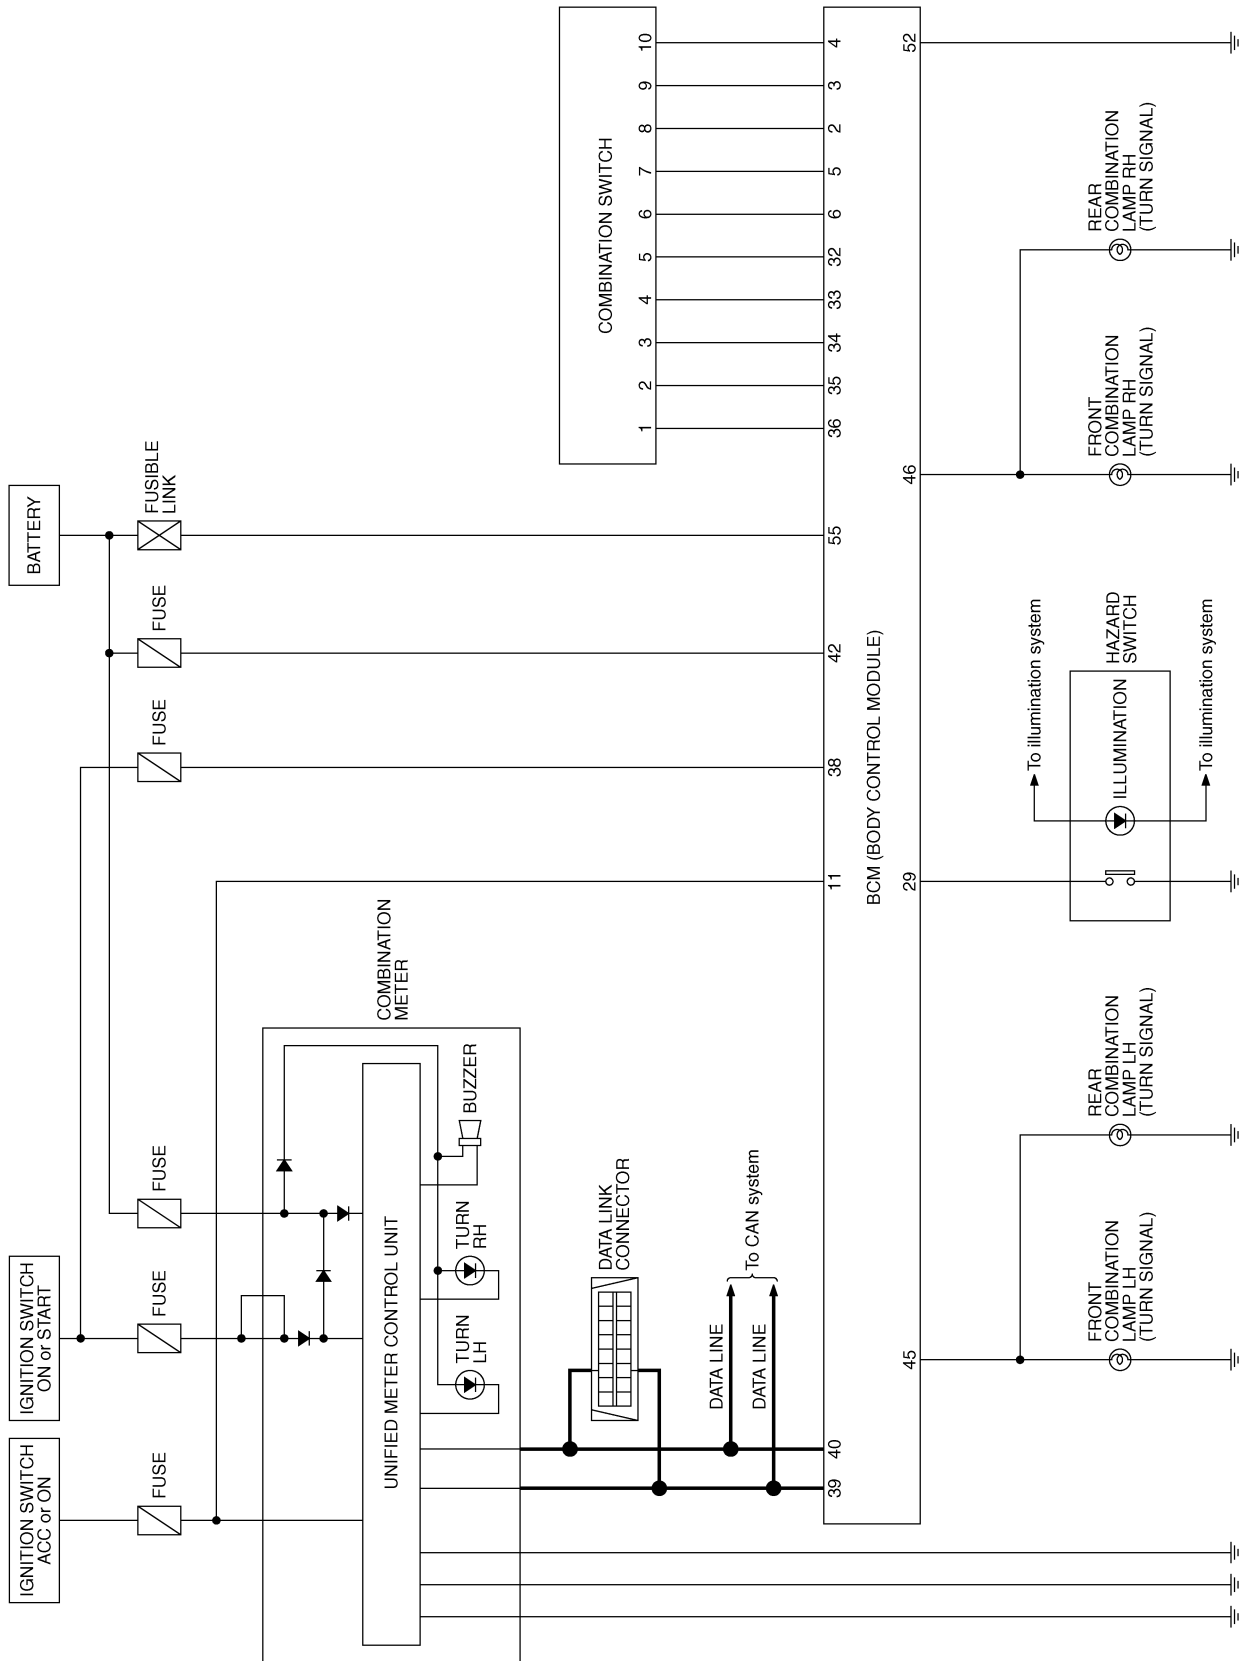 IGNITION SWITCH
ACC or ON
IGNITION SWITCH
ON or START
BATTERY
FUSE
FUSE
FUSE
FUSE
FUSE
FUSIBLE
LINK
COMBINATION
METER
UNIFIED METER CONTROL UNIT
TURN
LH
TURN
RH
BUZZER
DATA LINK
CONNECTOR
DATA LINE
DATA LINE
To CAN system
COMBINATION SWITCH
1 2 3 4 5 6 7 8 9 10
39 40 11 38 42 55 36 35 34 33 32 6 5 2 3 4
BCM (BODY CONTROL MODULE)
45 29 46 52
FRONT
COMBINATION
LAMP LH
(TURN SIGNAL)
REAR
COMBINATION
LAMP LH
(TURN SIGNAL)
To illumination system
ILLUMINATION
HAZARD
SWITCH
To illumination system
FRONT
COMBINATION
LAMP RH
(TURN SIGNAL)
REAR
COMBINATION
LAMP RH
(TURN SIGNAL)